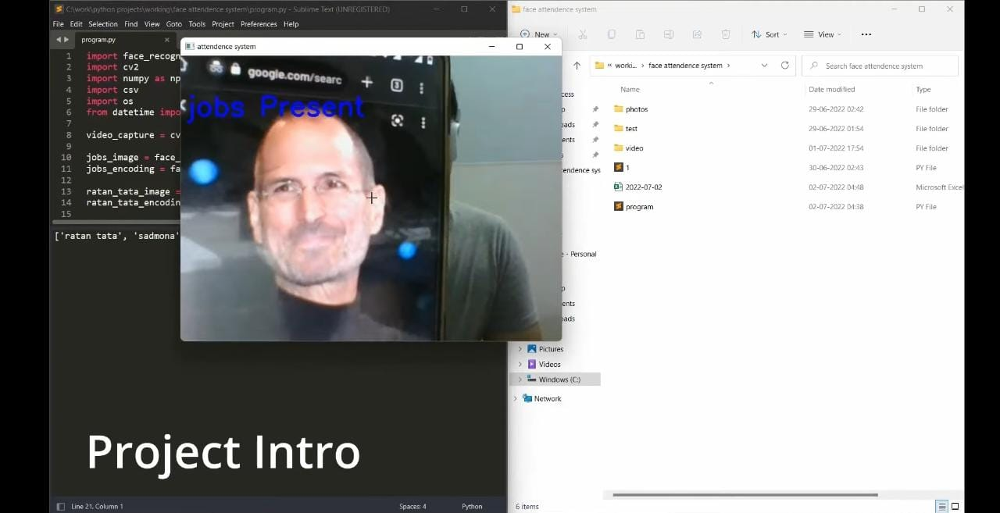 C:\work\python projects\working\face attendence system\program.py - Sublime Text (UNREGISTERED)
File Edit Selection Find View Goto Tools Project Preferences Help
program.py
1 import face_recogn
2 import cv2
3 import numpy as np
4 import csv
5 import os
6 from datetime impo
7
8 video_capture = cv
9
10 jobs_image = face_
11 jobs_encoding = fa
12
13 ratan_tata_image =
14 ratan_tata_encodin
15
['ratan tata', 'sadmona'
attendence system
google.com/searc
3
jobs Present
Project Intro
Line 21, Column 1
Spaces: 4
Python
face attendence system
New
Sort
View
« worki... › face attendence system ›
Search face attendence system
Name Date modified Type
photos 29-06-2022 02:42 File folder
test 29-06-2022 01:54 File folder
video 01-07-2022 17:54 File folder
1 30-06-2022 02:43 PY File
2022-07-02 02-07-2022 04:48 Microsoft Excel
program 02-07-2022 04:38 PY File
cess
p
ads
ents
s
tendence sys
e - Personal
p
ents
ads
Pictures
Videos
Windows (C:)
Network
6 items